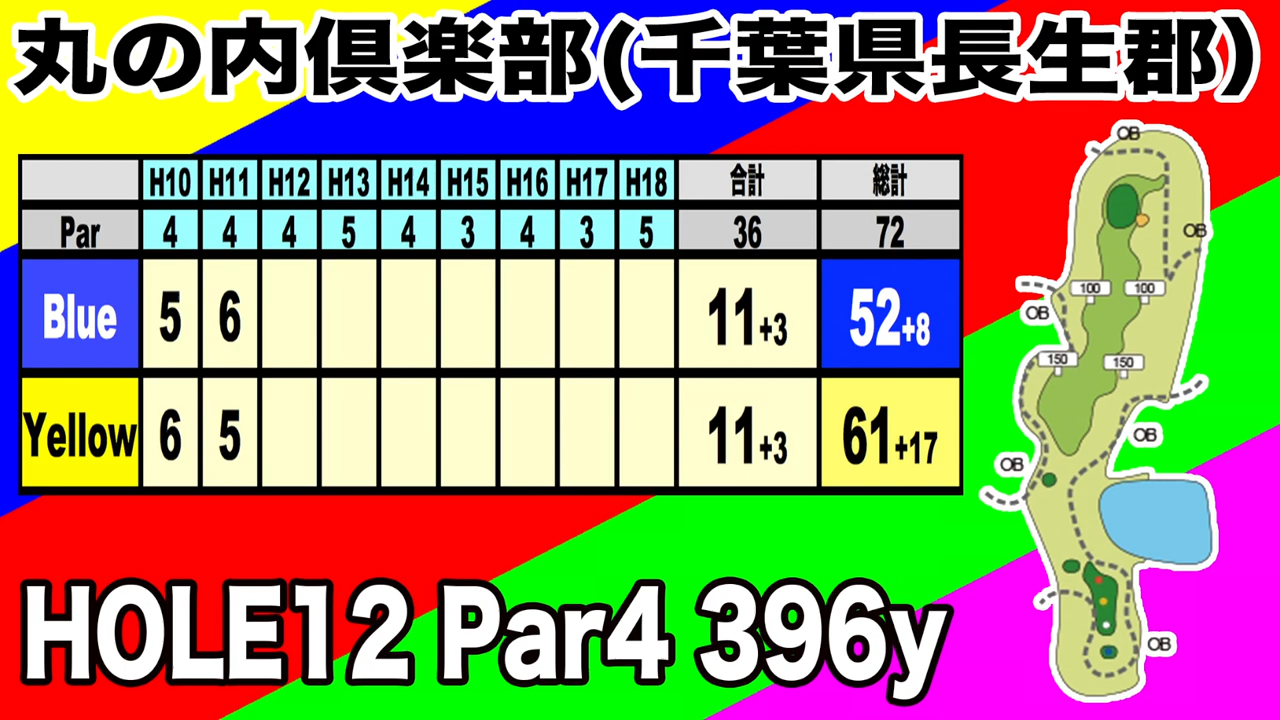 丸の内倶楽部(千葉県長生郡)
H10 H11 H12 H13 H14 H15 H16 H17 H18 合計 総計
Par 4 4 4 5 4 3 4 3 5 36 72
Blue 5 6 11+3 52+8
Yellow 6 5 11+3 61+17
OB
OB
100 100
OB
150 150
OB
OB
OB
HOLE12 Par4 396y